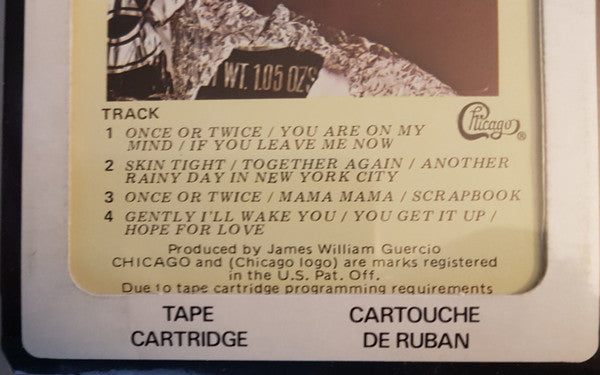 T WT. 1.05 OZS
Chicago®
TRACK
1 ONCE OR TWICE / YOU ARE ON MY
MIND / IF YOU LEAVE ME NOW
2 SKIN TIGHT / TOGETHER AGAIN / ANOTHER
RAINY DAY IN NEW YORK CITY
3 ONCE OR TWICE / MAMA MAMA / SCRAPBOOK
4 GENTLY I'LL WAKE YOU / YOU GET IT UP /
HOPE FOR LOVE
Produced by James William Guercio
CHICAGO and (Chicago logo) are marks registered
in the U.S. Pat. Off.
Due to tape cartridge programming requirements
TAPE
CARTRIDGE
CARTOUCHE
DE RUBAN